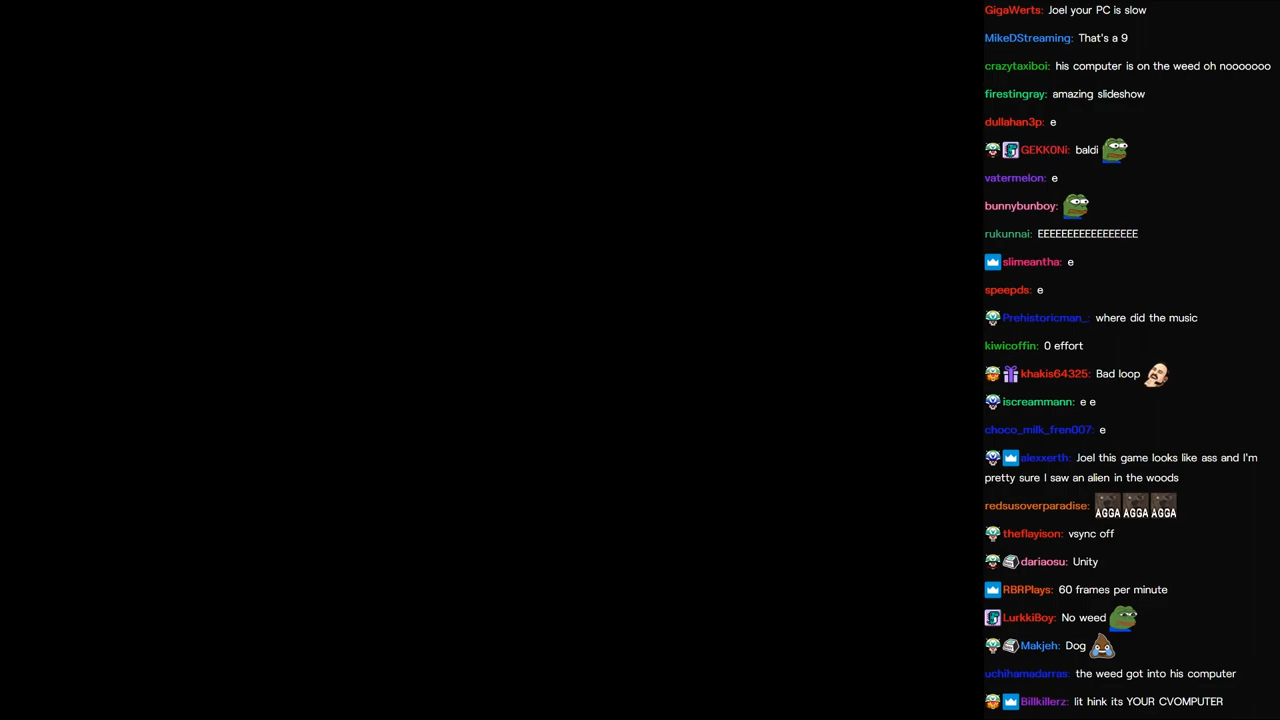 GigaWerts: Joel your PC is slow
MikeDStreaming: That's a 9
crazytaxiboi: his computer is on the weed oh nooooooo
firestingray: amazing slideshow
dullahan3p: e
GEKK0Ni: baldi
vatermelon: e
bunnybunboy:
rukunnai: EEEEEEEEEEEEEEEEE
slimeantha: e
speepds: e
Prehistoricman_: where did the music
kiwicoffin: 0 effort
khakis64325: Bad loop
iscreammann: e e
choco_milk_fren007: e
alexxerth: Joel this game looks like ass and I'm
pretty sure I saw an alien in the woods
redsusoverparadise: AGGA AGGA AGGA
theflayison: vsync off
dariaosu: Unity
RBRPlays: 60 frames per minute
LurkkiBoy: No weed
Makjeh: Dog
uchihamadarras: the weed got into his computer
Billkillerz: Iit hink its YOUR CVOMPUTER